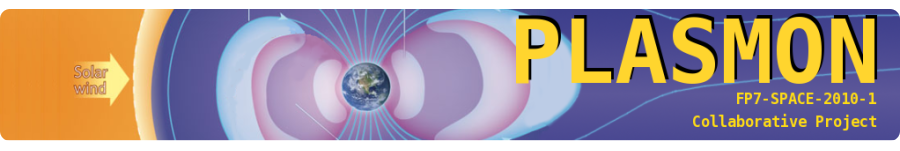 PLASMON
Solar
wind
FP7-SPACE-2010-1
Collaborative Project